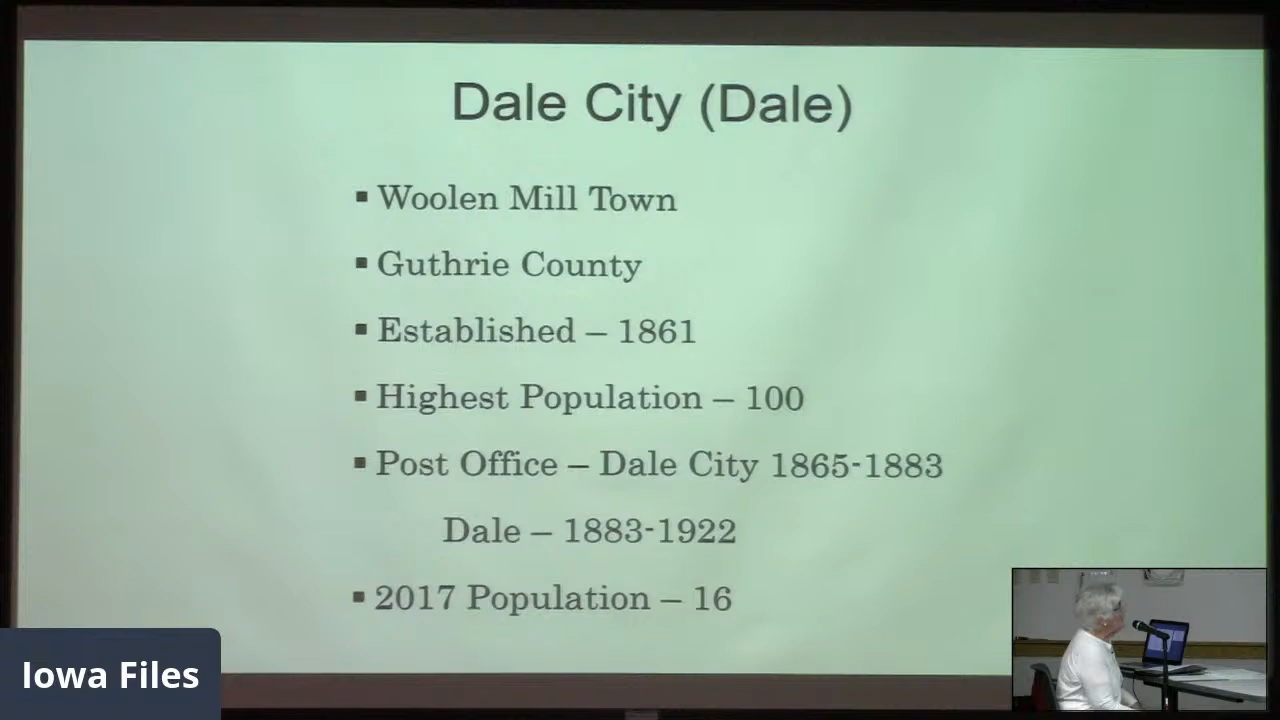 Dale City (Dale)
▪ Woolen Mill Town
▪ Guthrie County
▪ Established – 1861
▪ Highest Population – 100
▪ Post Office – Dale City 1865-1883
Dale – 1883-1922
▪ 2017 Population – 16
Iowa Files